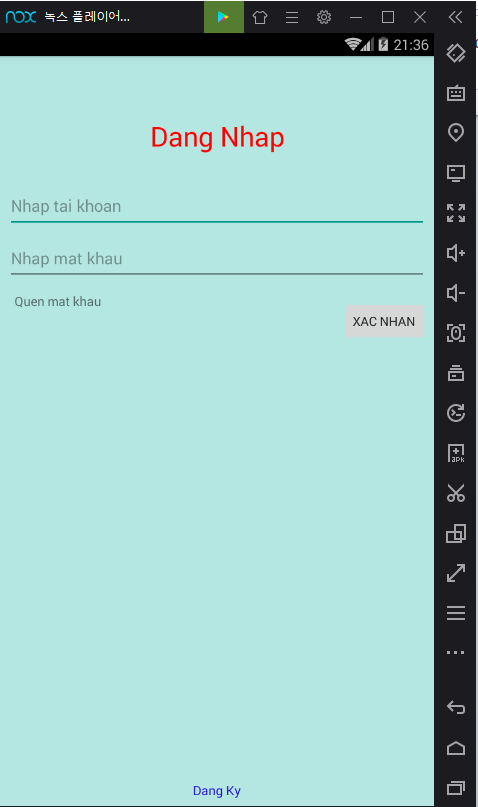 nox 녹스 플레이어...
21:36
Dang Nhap
Nhap tai khoan
Nhap mat khau
Quen mat khau
XAC NHAN
Dang Ky